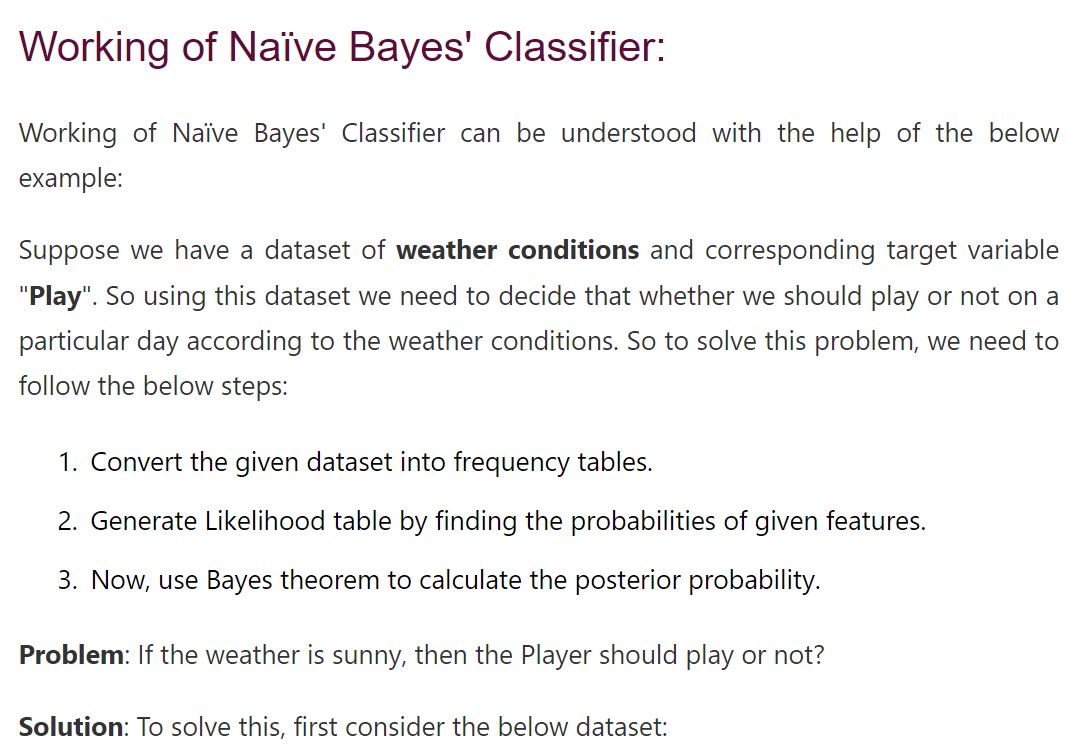 Working of Naïve Bayes' Classifier:
Working of Naïve Bayes' Classifier can be understood with the help of the below
example:
Suppose we have a dataset of weather conditions and corresponding target variable
"Play". So using this dataset we need to decide that whether we should play or not on a
particular day according to the weather conditions. So to solve this problem, we need to
follow the below steps:
1. Convert the given dataset into frequency tables.
2. Generate Likelihood table by finding the probabilities of given features.
3. Now, use Bayes theorem to calculate the posterior probability.
Problem: If the weather is sunny, then the Player should play or not?
Solution: To solve this, first consider the below dataset: